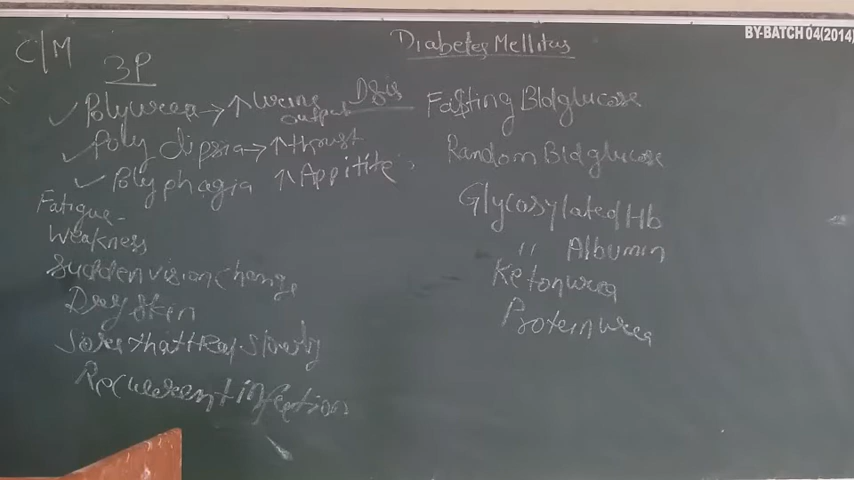 BY-BATCH 04(2014)
Diabetes Mellitus
C/M
3P
✓ Polyurea → ↑ Urine output
✓ Poly dipsia → ↑ thrust
✓ Polyphagia ↑ Appitite
Fatigue
Weakness
Sudden vision change
Dry Skin
Sores that Heal slowly
Recurrent infection
Dgis
Fasting Bld glucose
Random Bld glucose
Glycosylated Hb
" Albumin
Ketonurea
Proteinurea